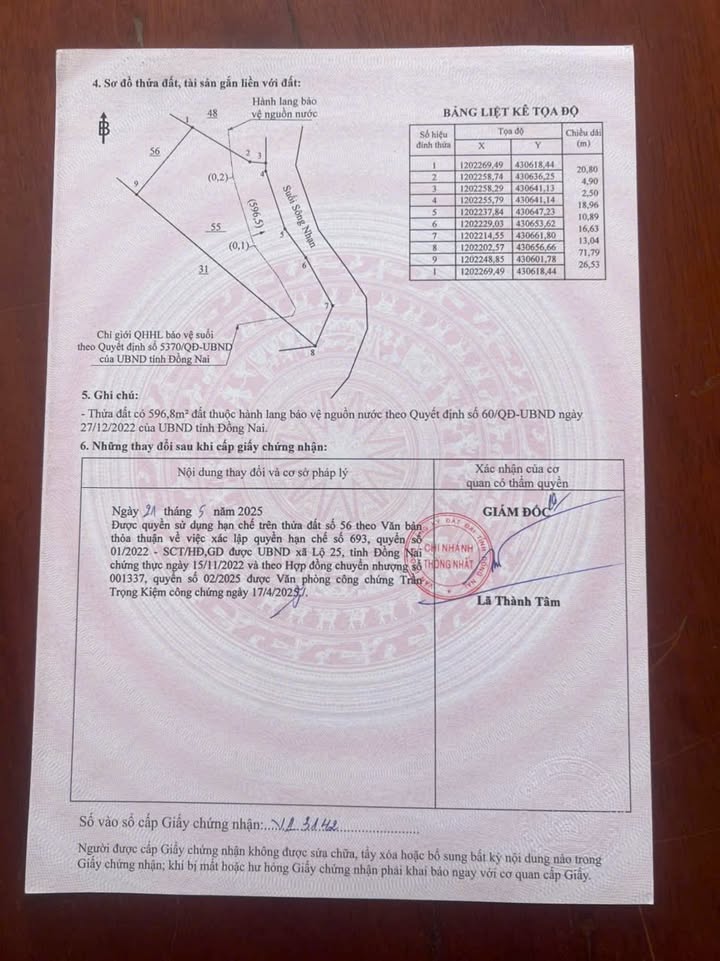 4. Sơ đồ thửa đất, tài sản gắn liền với đất:
B
48
Hành lang bảo
vệ nguồn nước
1
56
2
3
4
(0,2)
9
(596,5)
Suối Sông Nhạn
55
5
(0,1)
6
31
7
8
Chỉ giới QHHL bảo vệ suối
theo Quyết định số 5370/QĐ-UBND
của UBND tỉnh Đồng Nai
BẢNG LIỆT KÊ TỌA ĐỘ
Số hiệu đỉnh thửa Tọa độ Chiều dài (m)
X Y
1 1202269,49 430618,44
20,80
2 1202258,74 430636,25
4,90
3 1202258,29 430641,13
2,50
4 1202255,79 430641,14
18,96
5 1202237,84 430647,23
10,89
6 1202229,03 430653,62
16,63
7 1202214,55 430661,80
13,04
8 1202202,57 430656,66
71,79
9 1202248,85 430601,78
26,53
1 1202269,49 430618,44
5. Ghi chú:
- Thửa đất có 596,8m² đất thuộc hành lang bảo vệ nguồn nước theo Quyết định số 60/QĐ-UBND ngày
27/12/2022 của UBND tỉnh Đồng Nai.
6. Những thay đổi sau khi cấp giấy chứng nhận:
Nội dung thay đổi và cơ sở pháp lý
Xác nhận của cơ
quan có thẩm quyền
Ngày 21 tháng 5 năm 2025
Được quyền sử dụng hạn chế trên thửa đất số 56 theo Văn bản
thỏa thuận về việc xác lập quyền hạn chế số 693, quyển số
01/2022 - SCT/HĐ,GD được UBND xã Lộ 25, tỉnh Đồng Nai
chứng thực ngày 15/11/2022 và theo Hợp đồng chuyển nhượng số
001337, quyển số 02/2025 được Văn phòng công chứng Trần
Trọng Kiệm công chứng ngày 17/4/2025.
GIÁM ĐỐC
CHI NHÁNH
THỐNG NHẤT
Lã Thành Tâm
Số vào sổ cấp Giấy chứng nhận:
Người được cấp Giấy chứng nhận không được sửa chữa, tẩy xóa hoặc bổ sung bất kỳ nội dung nào trong
Giấy chứng nhận; khi bị mất hoặc hư hỏng Giấy chứng nhận phải khai báo ngay với cơ quan cấp Giấy.